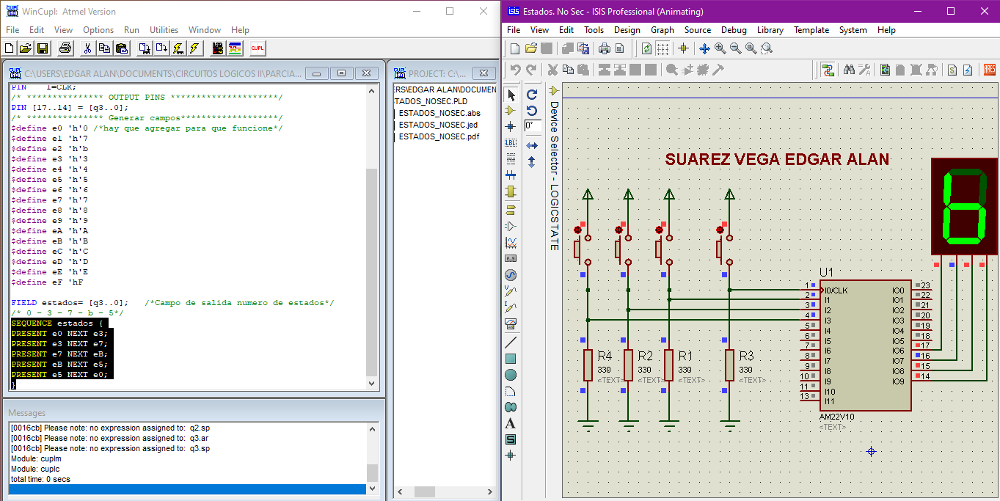 WinCupl: Atmel Version
File Edit View Options Run Utilities Window Help
CUPL
C:\USERS\EDGAR ALAN\DOCUMENTS\CIRCUITOS LOGICOS II\PARCIA...
PIN    1=CLK;
/* *************** OUTPUT PINS *********************/
PIN [17..14] = [q3..0];
/* *************** Generar campos*******************/
$define e0 'h'0 /*hay que agregar para que funcione*/
$define e1 'h'7
$define e2 'h'b
$define e3 'h'3
$define e4 'h'4
$define e5 'h'5
$define e6 'h'6
$define e7 'h'7
$define e8 'h'8
$define e9 'h'9
$define eA 'h'A
$define eB 'h'B
$define eC 'h'C
$define eD 'h'D
$define eE 'h'E
$define eF 'hF
FIELD estados= [q3..0];   /*Campo de salida numero de estados*/
/* 0 - 3 - 7 - b - 5*/
SEQUENCE estados {
PRESENT e0 NEXT e3;
PRESENT e3 NEXT e7;
PRESENT e7 NEXT eB;
PRESENT eB NEXT e5;
PRESENT e5 NEXT e0;
}
Messages
[0016cb] Please note: no expression assigned to:  q2.sp
[0016cb] Please note: no expression assigned to:  q3.ar
[0016cb] Please note: no expression assigned to:  q3.sp
Module: cuplm
Module: cuplc
total time: 0 secs
PROJECT: C:\...
ERS\EDGAR ALAN\DOCUMEN
TADOS_NOSEC.PLD
ESTADOS_NOSEC.abs
ESTADOS_NOSEC.jed
ESTADOS_NOSEC.pdf
ISIS Estados. No Sec - ISIS Professional (Animating)
File View Edit Tools Design Graph Source Debug Library Template System Help
ARES
LBL
0°
A
S
Device Selector - LOGICSTATE
SUAREZ VEGA EDGAR ALAN
b
U1
1 I0/CLK IO0 23
2 I1 IO1 22
3 I2 IO2 21
4 I3 IO3 20
5 I4 IO4 19
6 I5 IO5 18
7 I6 IO6 17
8 I7 IO7 16
9 I8 IO8 15
10 I9 IO9 14
11 I10
13 I11
AM22V10
<TEXT>
R4 R2 R1 R3
330 330 330 330
<TEXT> <TEXT> <TEXT> <TEXT>